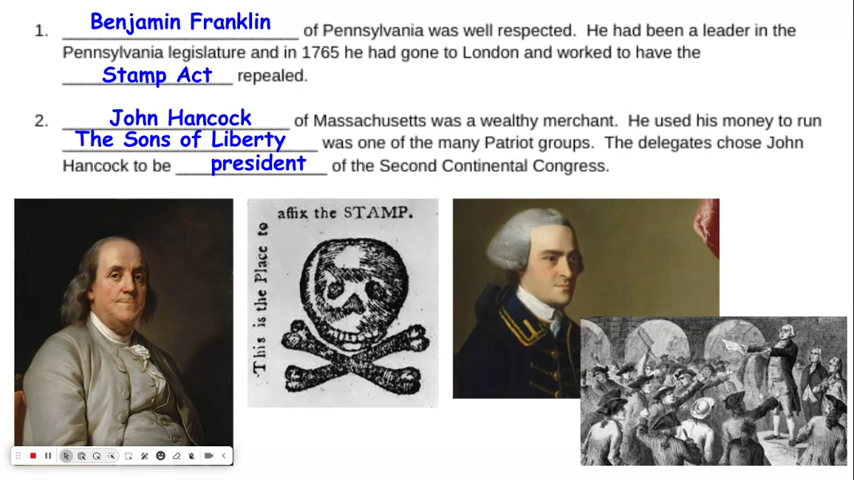 1. Benjamin Franklin of Pennsylvania was well respected. He had been a leader in the
Pennsylvania legislature and in 1765 he had gone to London and worked to have the
Stamp Act repealed.
2. John Hancock of Massachusetts was a wealthy merchant. He used his money to run
The Sons of Liberty was one of the many Patriot groups. The delegates chose John
Hancock to be president of the Second Continental Congress.
This is the Place to
affix the STAMP.